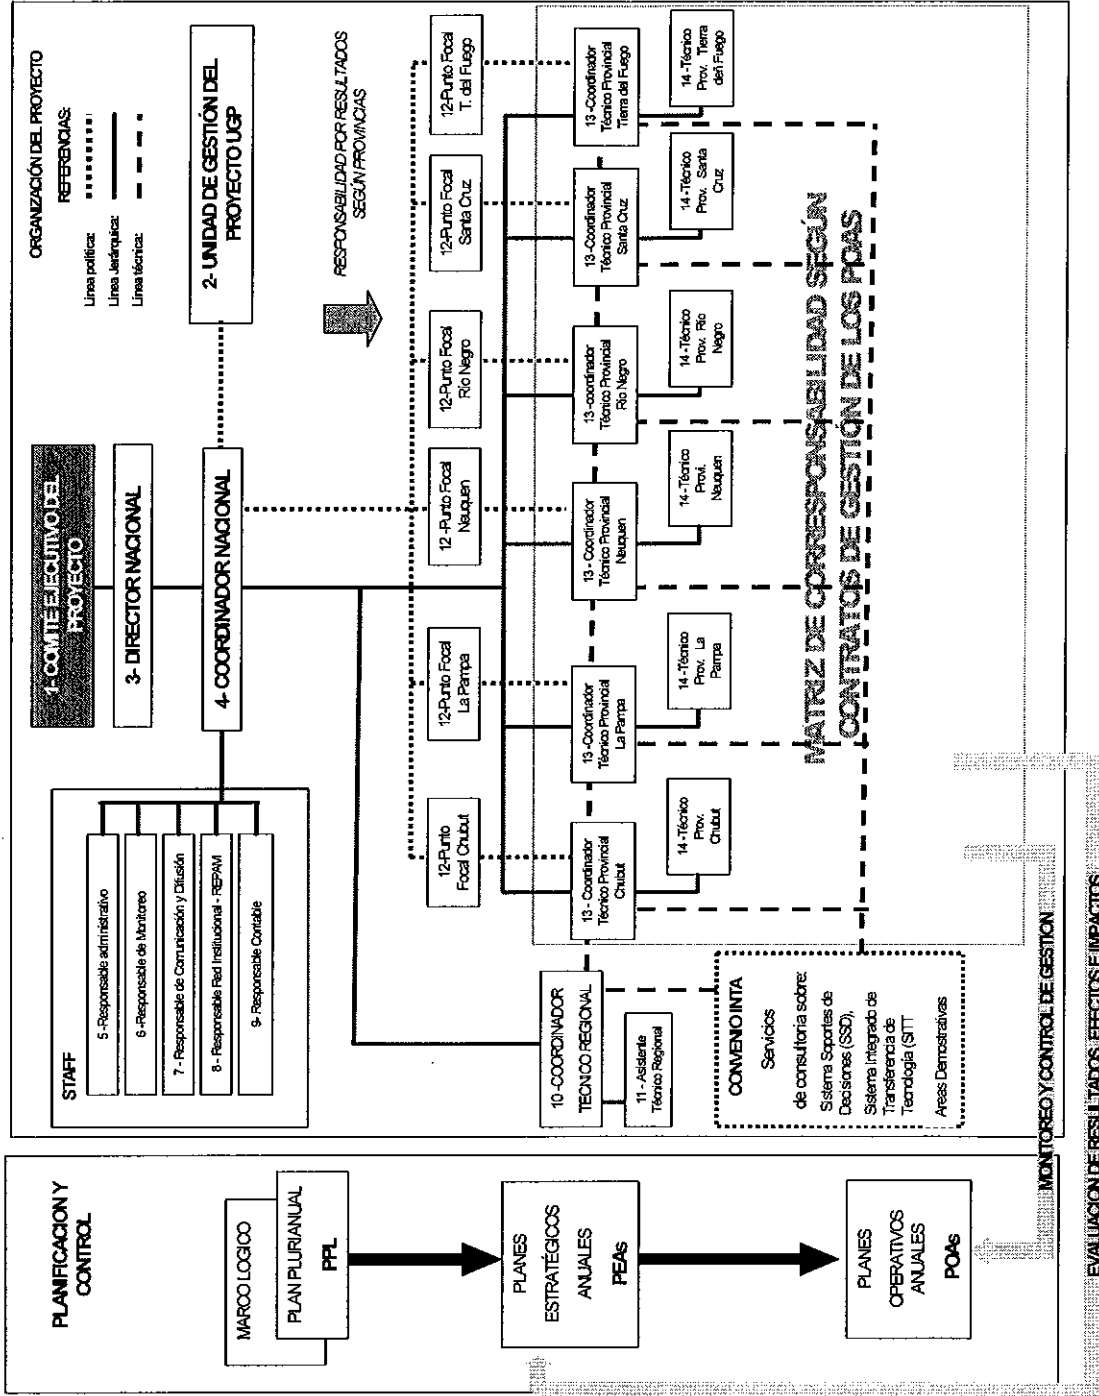 PLANIFICACION Y
CONTROL
MARCO LOGICO
PLAN PLURIANUAL
PPL
PLANES
ESTRATÉGICOS
ANUALES
PEAs
PLANES
OPERATIVOS
ANUALES
POAs
ORGANIZACIÓN DEL PROYECTO
REFERENCIAS:
Línea política:
Línea Jerárquica:
Línea técnica:
1-COMITE EJECUTIVO DEL
PROYECTO
2- UNIDAD DE GESTIÓN DEL
PROYECTO UGP
3- DIRECTOR NACIONAL
4- COORDINADOR NACIONAL
STAFF
5 -Responsable administrativo
6 -Responsable de Monitoreo
7 - Responsable de Comunicación y Difusión
8 - Responsable Red Institucional - REPAM
9- Responsable Contable
RESPONSABILIDAD POR RESULTADOS
SEGÚN PROVINCIAS
12-Punto
Focal Chubut
12-Punto Focal
La Pampa
12 -Punto Focal
Neuquen
12-Punto Focal
Río Negro
12-Punto Focal
Santa Cruz
12-Punto Focal
T. del Fuego
10 -COORDINADOR
TECNICO REGIONAL
11 - Asistente
Técnico Regional
13 - Coordinador
Técnico Provincial
Chubut
13 -Coordinador
Técnico Provincial
La Pampa
13 - Coordinador
Técnico Provincial
Neuquen
13 -coordinador
Técnico Provincial
Río Negro
13-Coordinador
Técnico Provincial
Santa Cruz
13 -Coordinador
Técnico Provincial
Tierra del Fuego
14 -Técnico
Prov.
Chubut
14 -Técnico
Prov. La
Pampa
14 -Técnico
Provi.
Neuquen
14 -Técnico
Prov. Río
Negro
14 -Técnico
Prov. Santa
Cruz
14 -Técnico
Prov. Tierra
deñ Fuego
CONVENIO INTA
Servicios
de consultoria sobre:
Sistema Soportes de
Decisiones (SSD),
Sistema Integrado de
Transferencia de
Tecnología (SITT
Areas Demostrativas
MATRIZ DE CORRESPONSABILIDAD SEGÚN
CONTRATOS DE GESTIÓN DE LOS POAS
MONITOREO Y CONTROL DE GESTION
EVALUACION DE RESULTADOS, EFECTOS E IMPACTOS